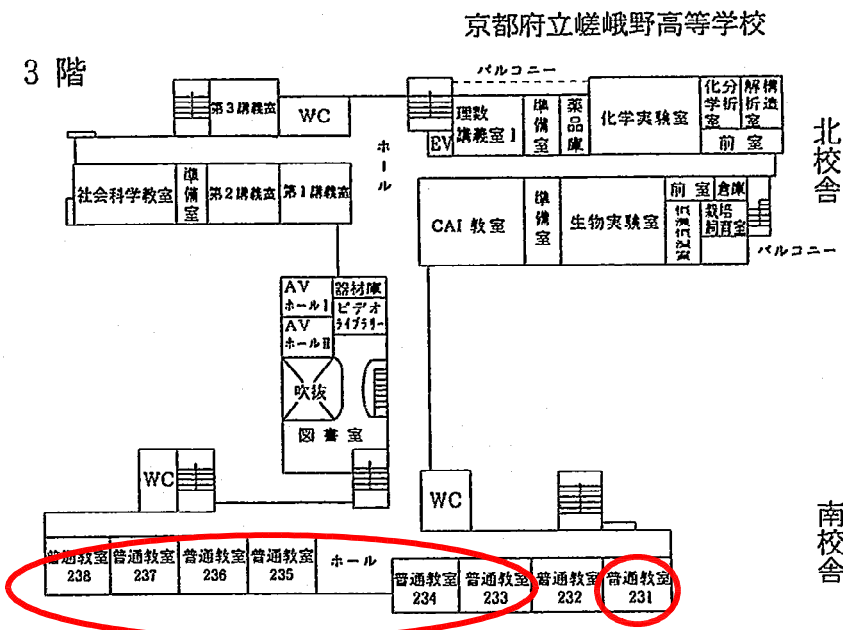 京都府立嵯峨野高等学校
3 階
バルコニー
第3講義室
WC
EV
理数
講義室 1
準備室
薬品庫
化学実験室
化学分析室
構造解析室
前 室
北校舎
ホール
社会科学教室
準備室
第2講義室
第1講義室
CAI 教室
準備室
生物実験室
前 室
倉庫
栽培
飼育室
バルコニー
AV
ホールⅠ
器材庫
ビデオ
ライブラリー
AV
ホールⅡ
吹抜
図 書 室
WC
WC
南校舎
普通教室
238
普通教室
237
普通教室
236
普通教室
235
ホール
普通教室
234
普通教室
233
普通教室
232
普通教室
231